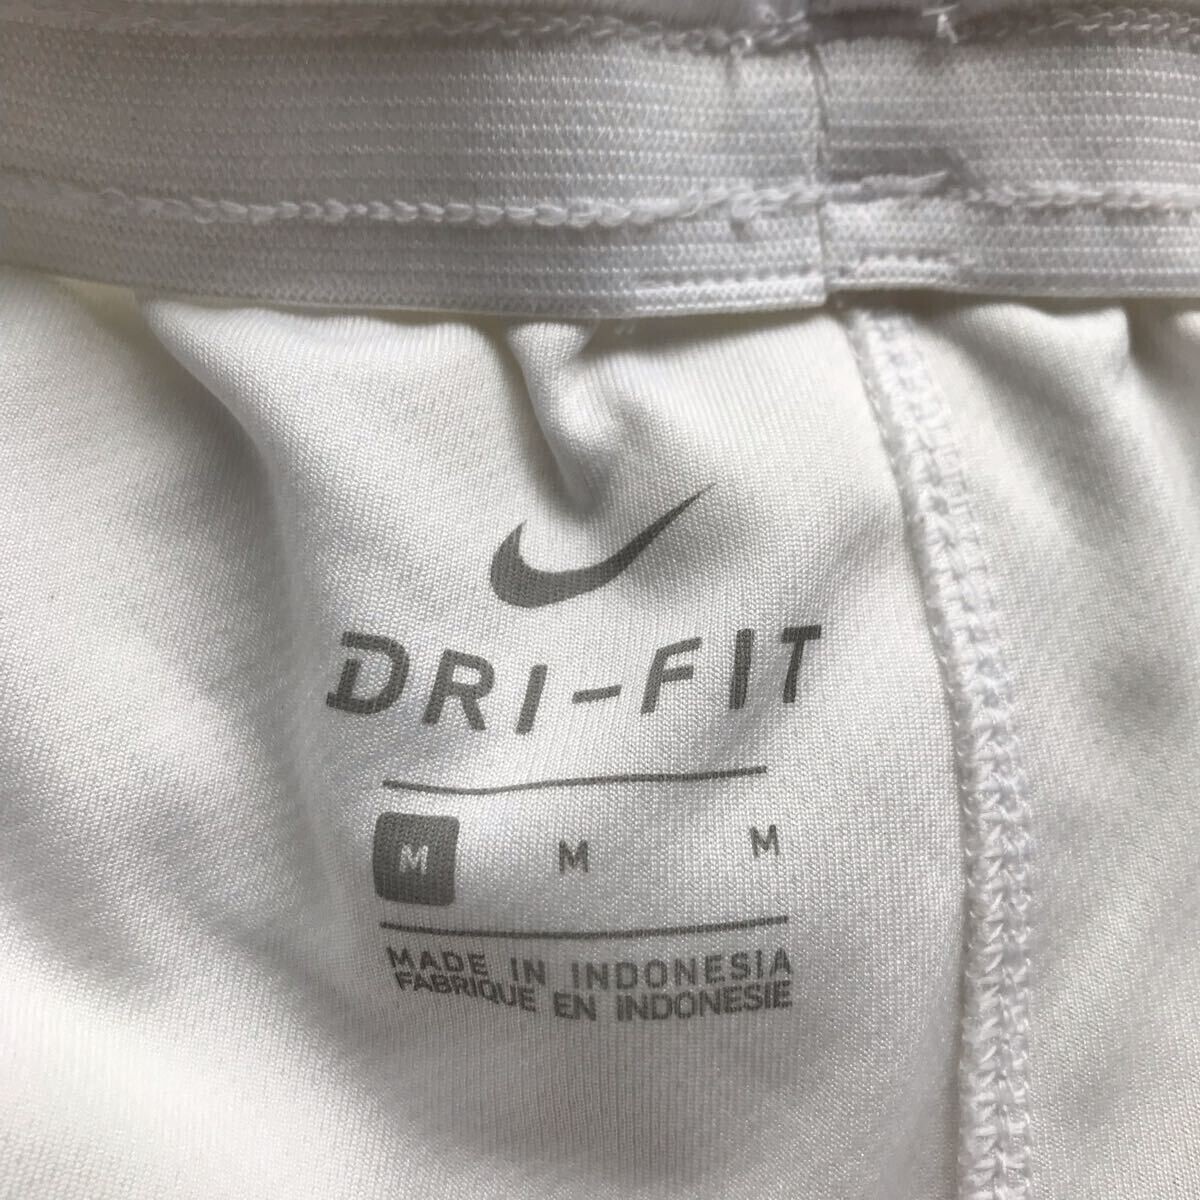 DRI-FIT
M M M
MADE IN INDONESIA
FABRIQUE EN INDONESIE